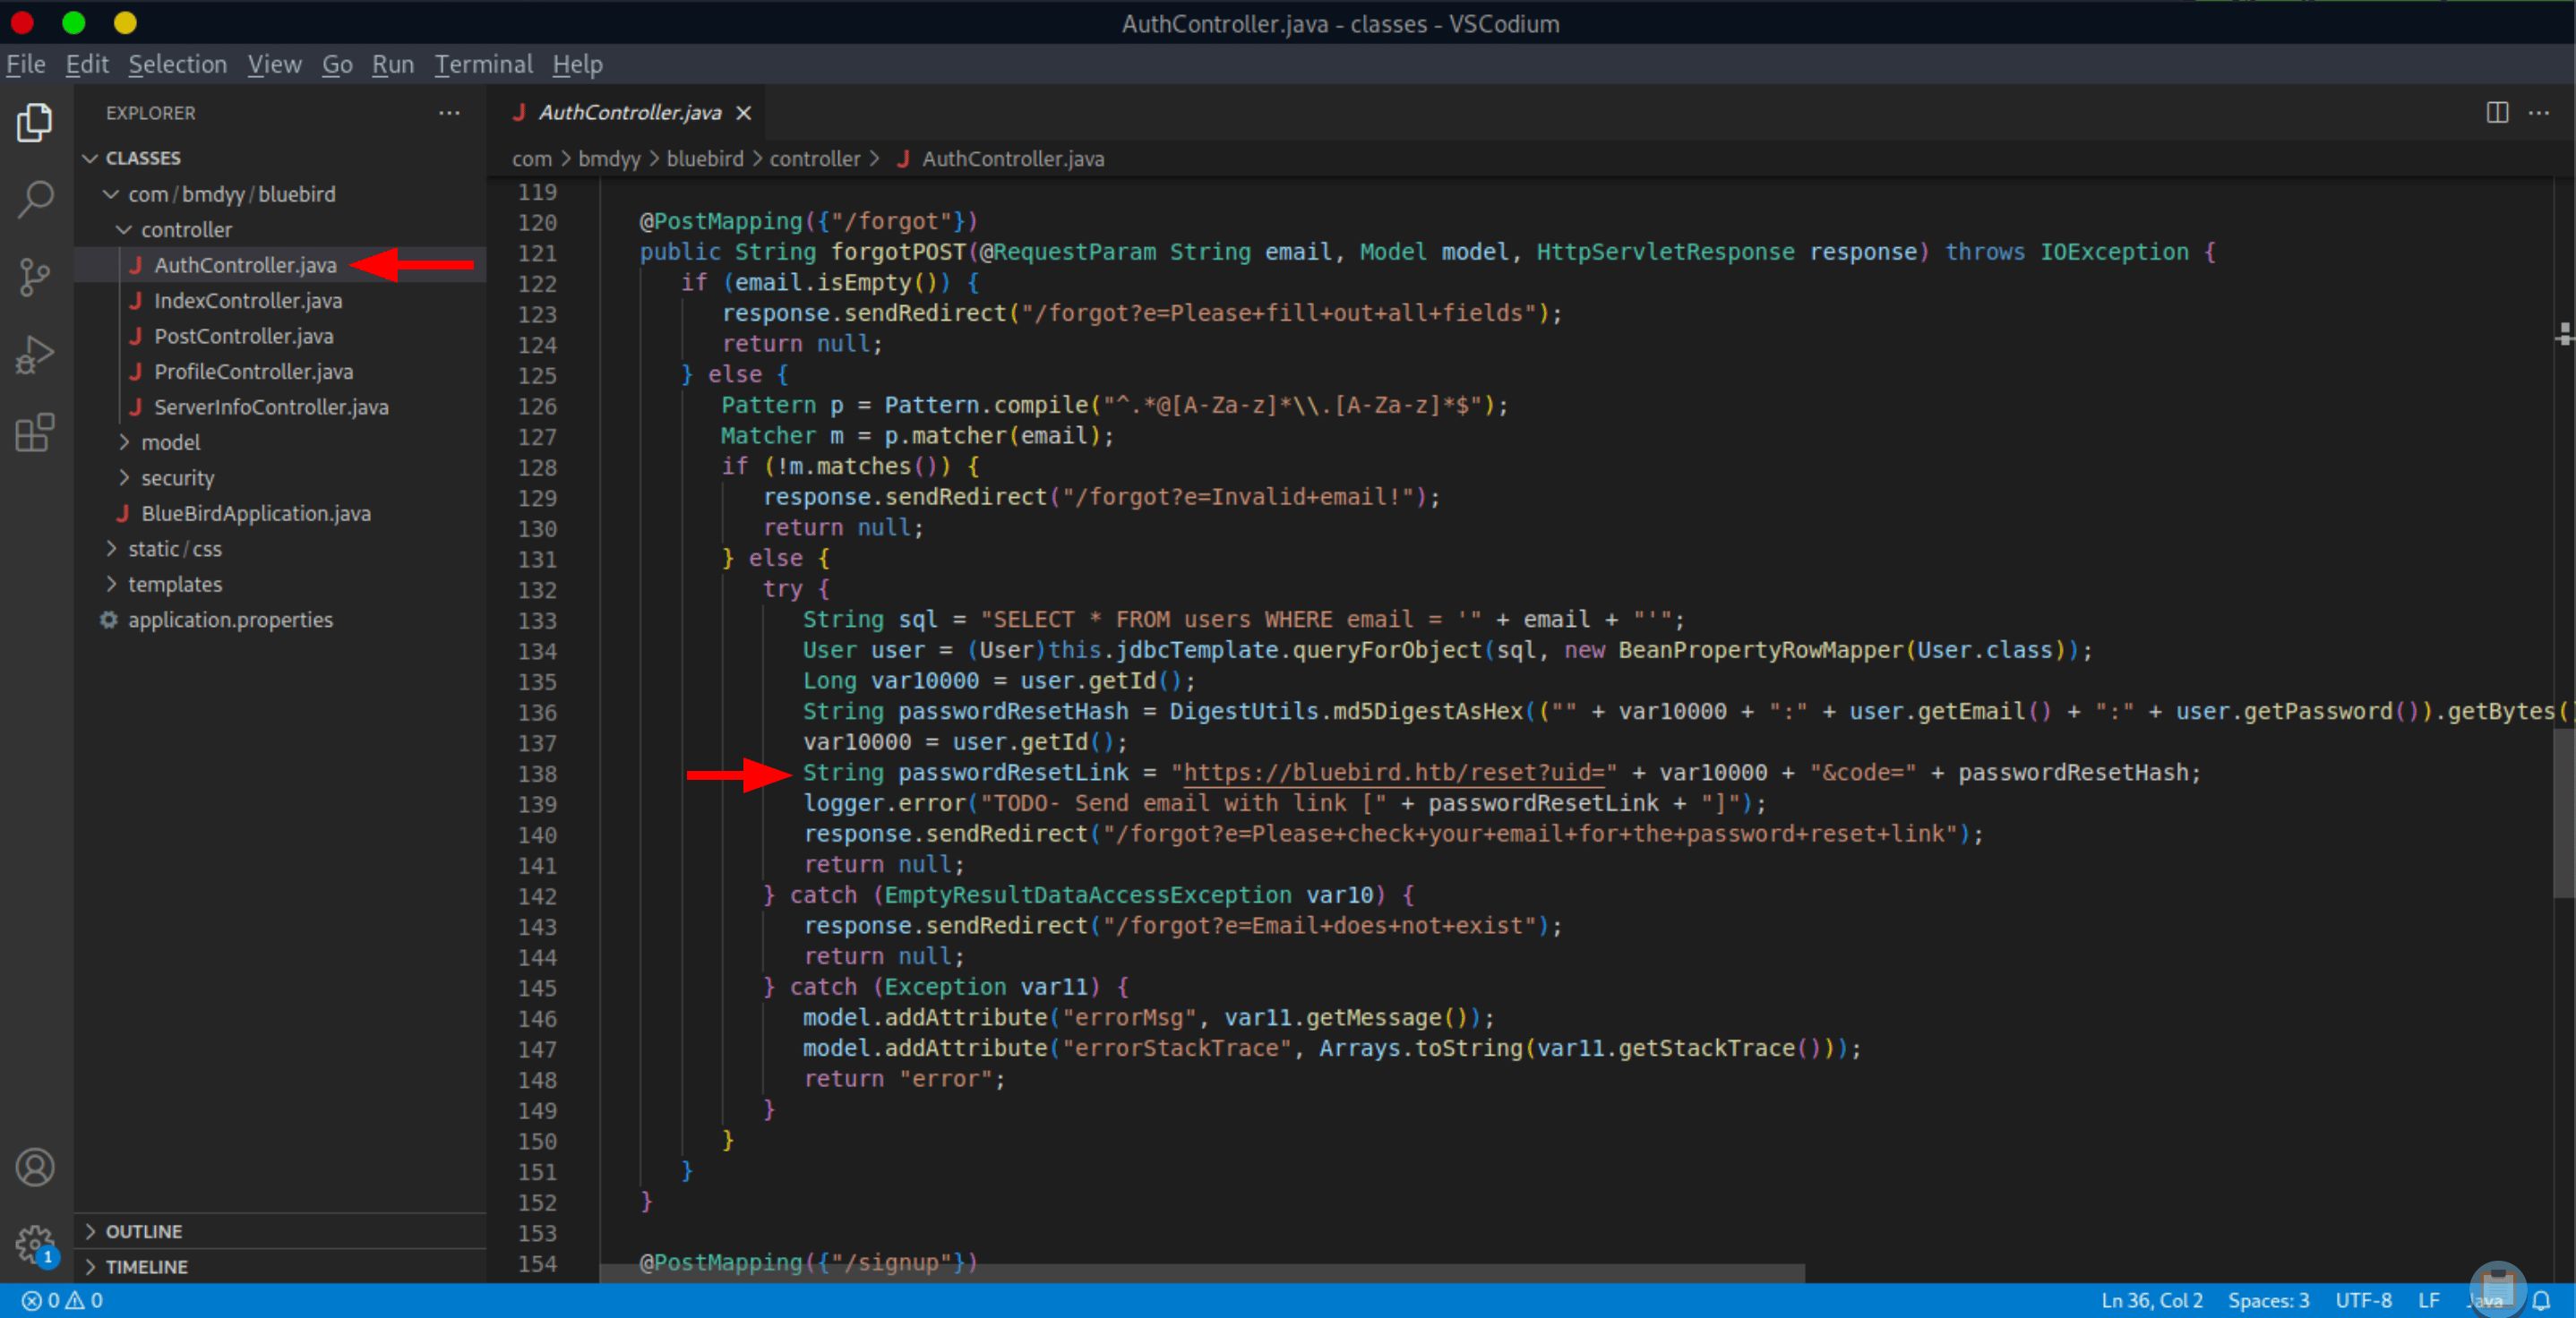 AuthController.java - classes - VSCodium
File Edit Selection View Go Run Terminal Help
EXPLORER
CLASSES
com/bmdyy/bluebird
controller
AuthController.java
IndexController.java
PostController.java
ProfileController.java
ServerInfoController.java
model
security
BlueBirdApplication.java
static/css
templates
application.properties
OUTLINE
TIMELINE
1
AuthController.java
com > bmdyy > bluebird > controller > AuthController.java
119
120 @PostMapping({"/forgot"})
121 public String forgotPOST(@RequestParam String email, Model model, HttpServletResponse response) throws IOException {
122 if (email.isEmpty()) {
123 response.sendRedirect("/forgot?e=Please+fill+out+all+fields");
124 return null;
125 } else {
126 Pattern p = Pattern.compile("^.*@[A-Za-z]*\\.[A-Za-z]*$");
127 Matcher m = p.matcher(email);
128 if (!m.matches()) {
129 response.sendRedirect("/forgot?e=Invalid+email!");
130 return null;
131 } else {
132 try {
133 String sql = "SELECT * FROM users WHERE email = '" + email + "'";
134 User user = (User)this.jdbcTemplate.queryForObject(sql, new BeanPropertyRowMapper(User.class));
135 Long var10000 = user.getId();
136 String passwordResetHash = DigestUtils.md5DigestAsHex(("" + var10000 + ":" + user.getEmail() + ":" + user.getPassword()).getBytes()
137 var10000 = user.getId();
138 String passwordResetLink = "https://bluebird.htb/reset?uid=" + var10000 + "&code=" + passwordResetHash;
139 logger.error("TODO- Send email with link [" + passwordResetLink + "]");
140 response.sendRedirect("/forgot?e=Please+check+your+email+for+the+password+reset+link");
141 return null;
142 } catch (EmptyResultDataAccessException var10) {
143 response.sendRedirect("/forgot?e=Email+does+not+exist");
144 return null;
145 } catch (Exception var11) {
146 model.addAttribute("errorMsg", var11.getMessage());
147 model.addAttribute("errorStackTrace", Arrays.toString(var11.getStackTrace()));
148 return "error";
149 }
150 }
151 }
152 }
153
154 @PostMapping({"/signup"})
0 0 Ln 36, Col 2 Spaces: 3 UTF-8 LF Java